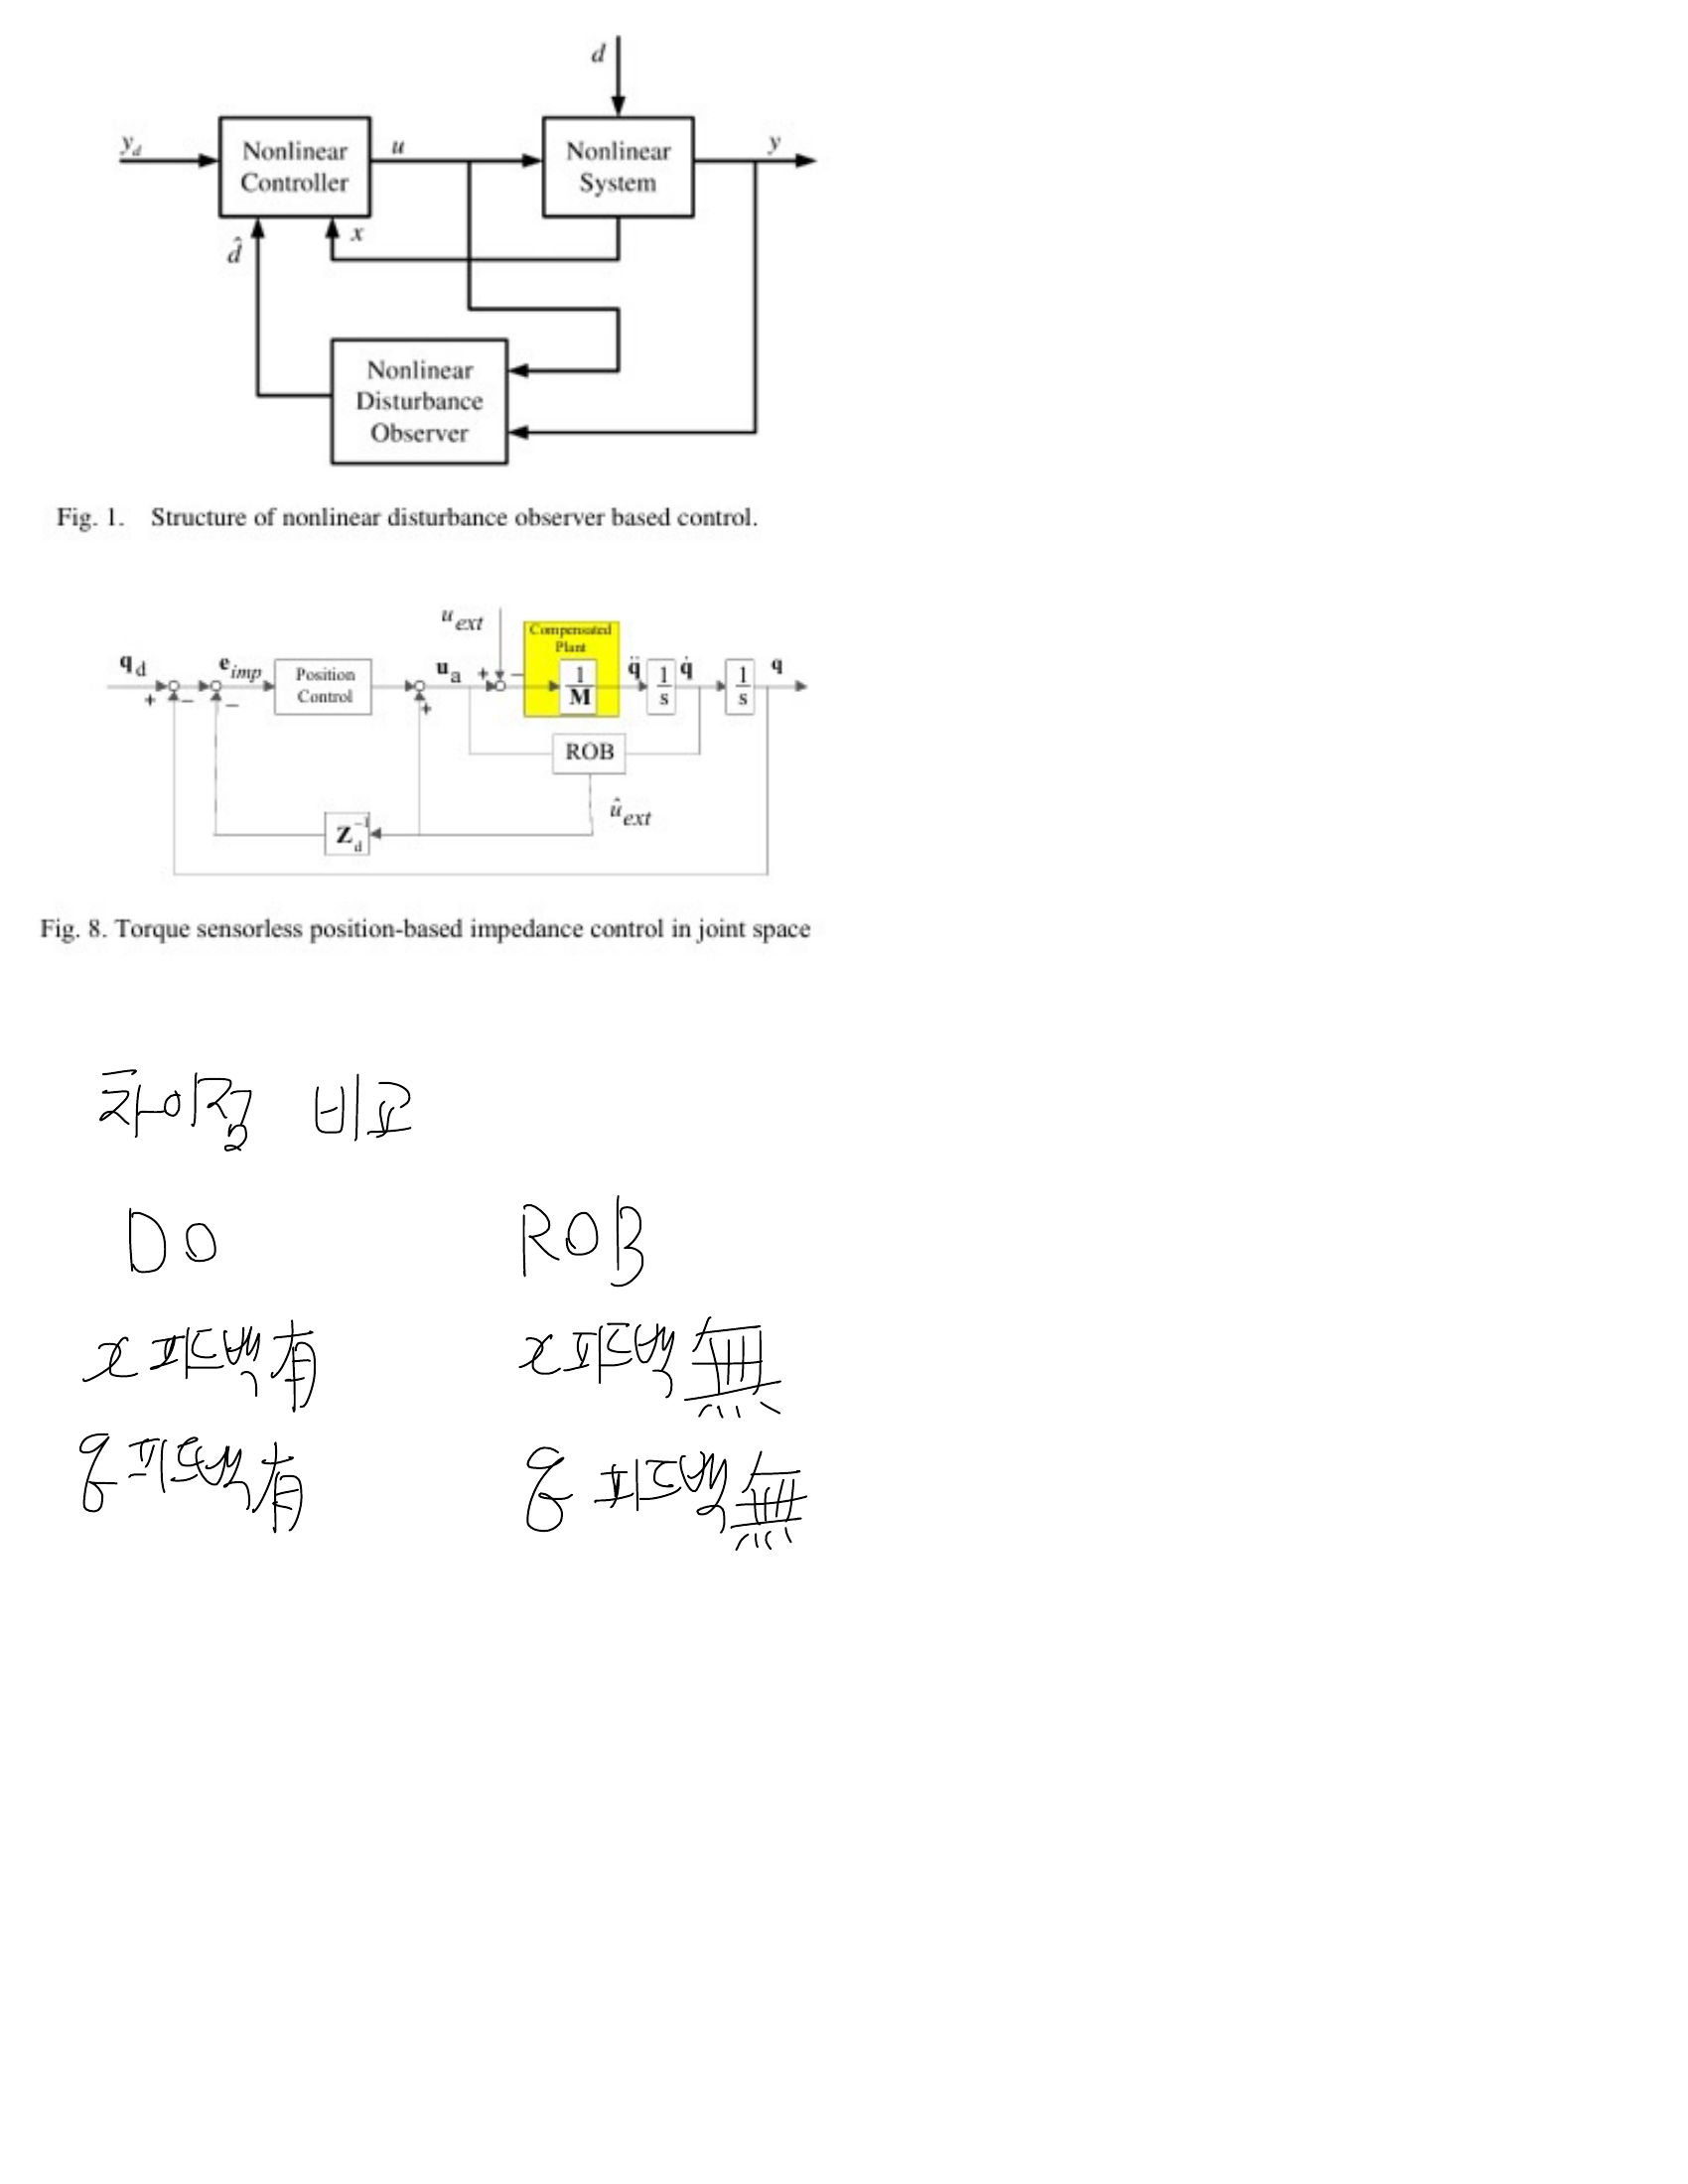 d
y_d
Nonlinear
Controller
u
Nonlinear
System
y
d̂
x
Nonlinear
Disturbance
Observer
Fig. 1. Structure of nonlinear disturbance observer based control.
u_ext
Compensated
Plant
q_d
+
−
e_imp
−
Position
Control
u_a
+
+
−
1
M
q̈
1
s
q̇
1
s
q
ROB
û_ext
Z_d^-1
Fig. 8. Torque sensorless position-based impedance control in joint space
차이점 비교
DO ROB
x 피드백 有 x 피드백 無
피드백 有 피드백 無